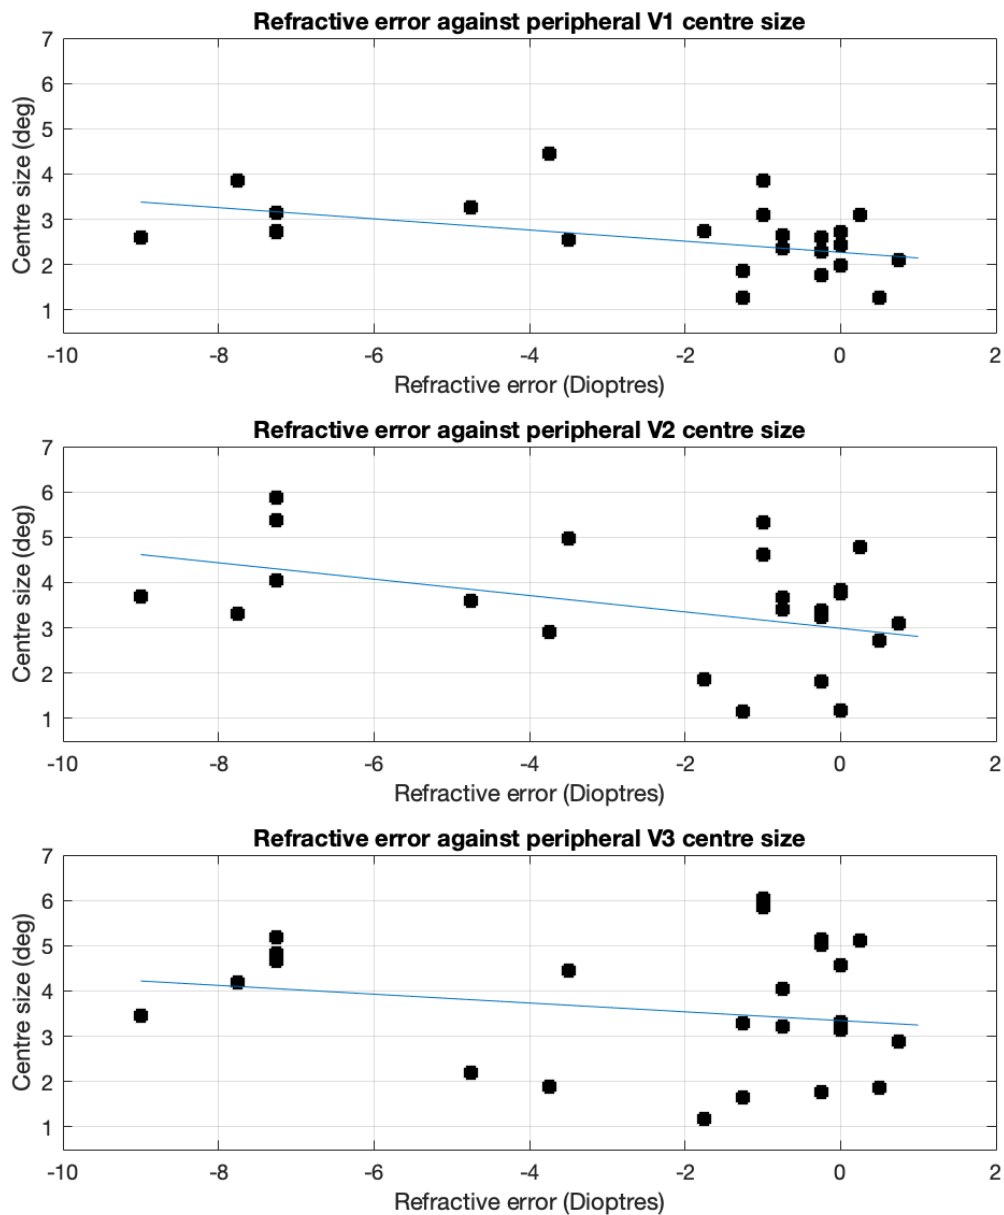 Refractive error against peripheral V1 centre size
7
6
5
4
3
2
1
Centre size (deg)
-10 -8 -6 -4 -2 0 2
Refractive error (Dioptres)
Refractive error against peripheral V2 centre size
7
6
5
4
3
2
1
Centre size (deg)
-10 -8 -6 -4 -2 0 2
Refractive error (Dioptres)
Refractive error against peripheral V3 centre size
7
6
5
4
3
2
1
Centre size (deg)
-10 -8 -6 -4 -2 0 2
Refractive error (Dioptres)